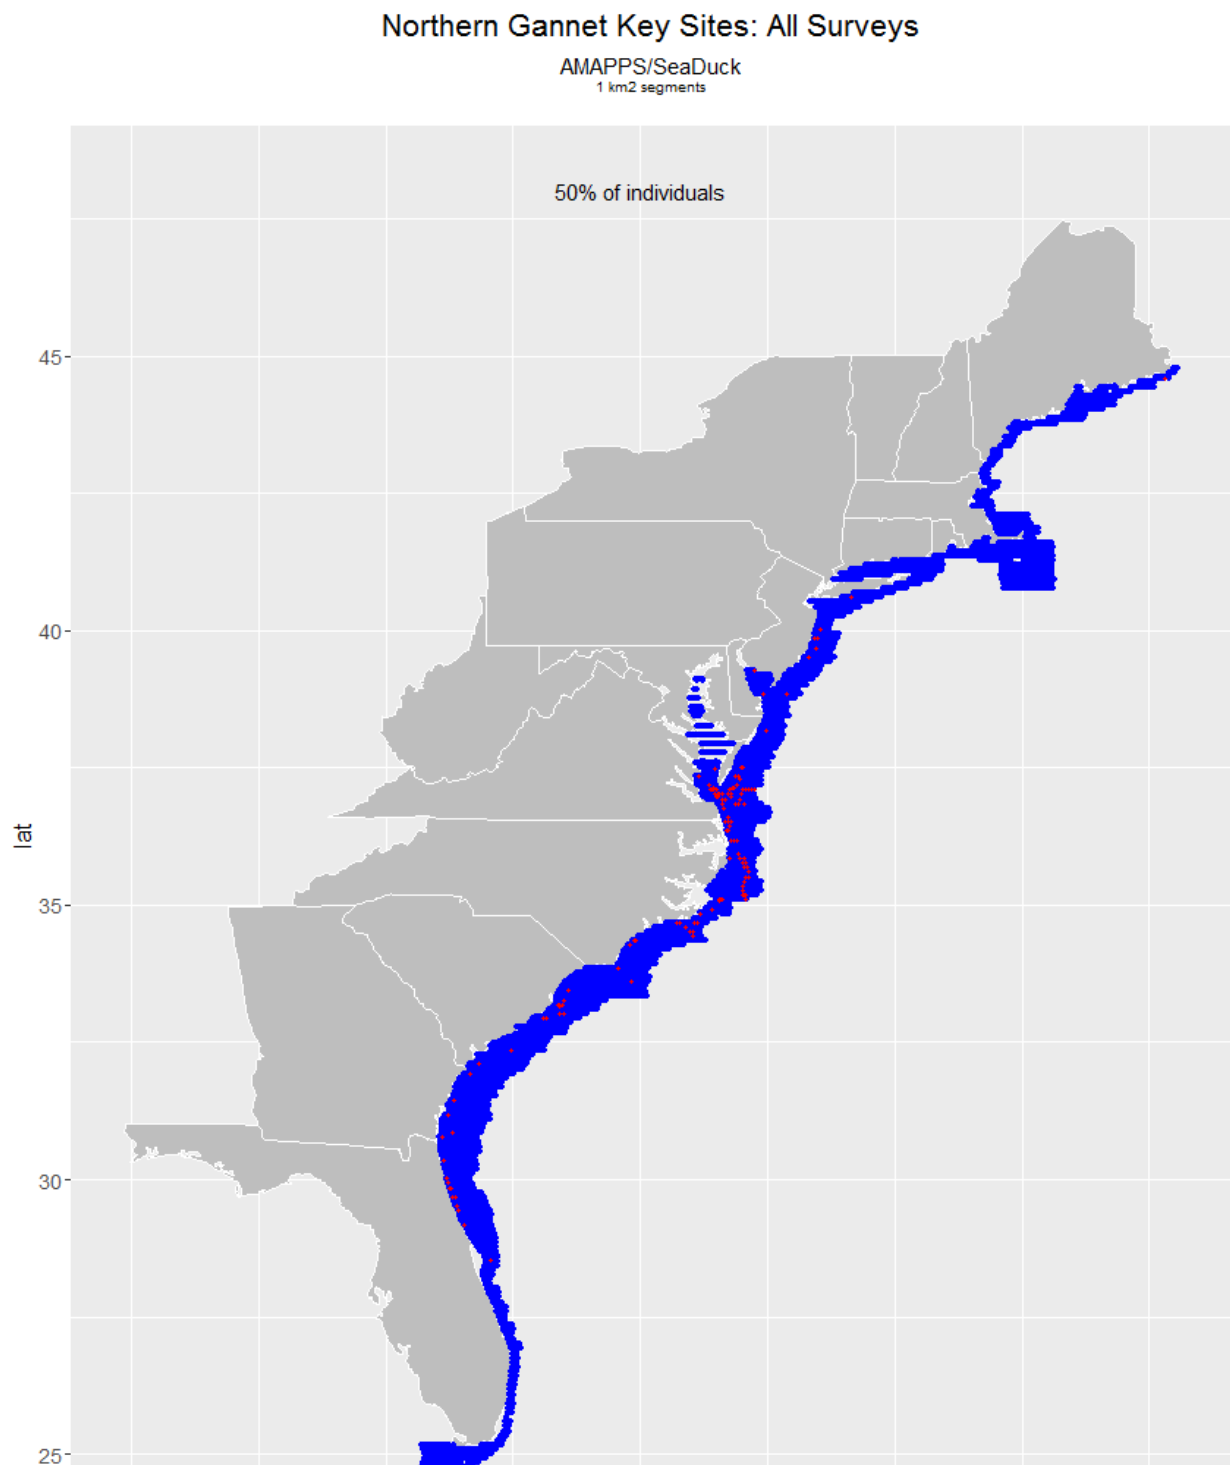 Northern Gannet Key Sites: All Surveys
AMAPPS/SeaDuck
1 km2 segments
50% of individuals
45
40
lat
35
30
25